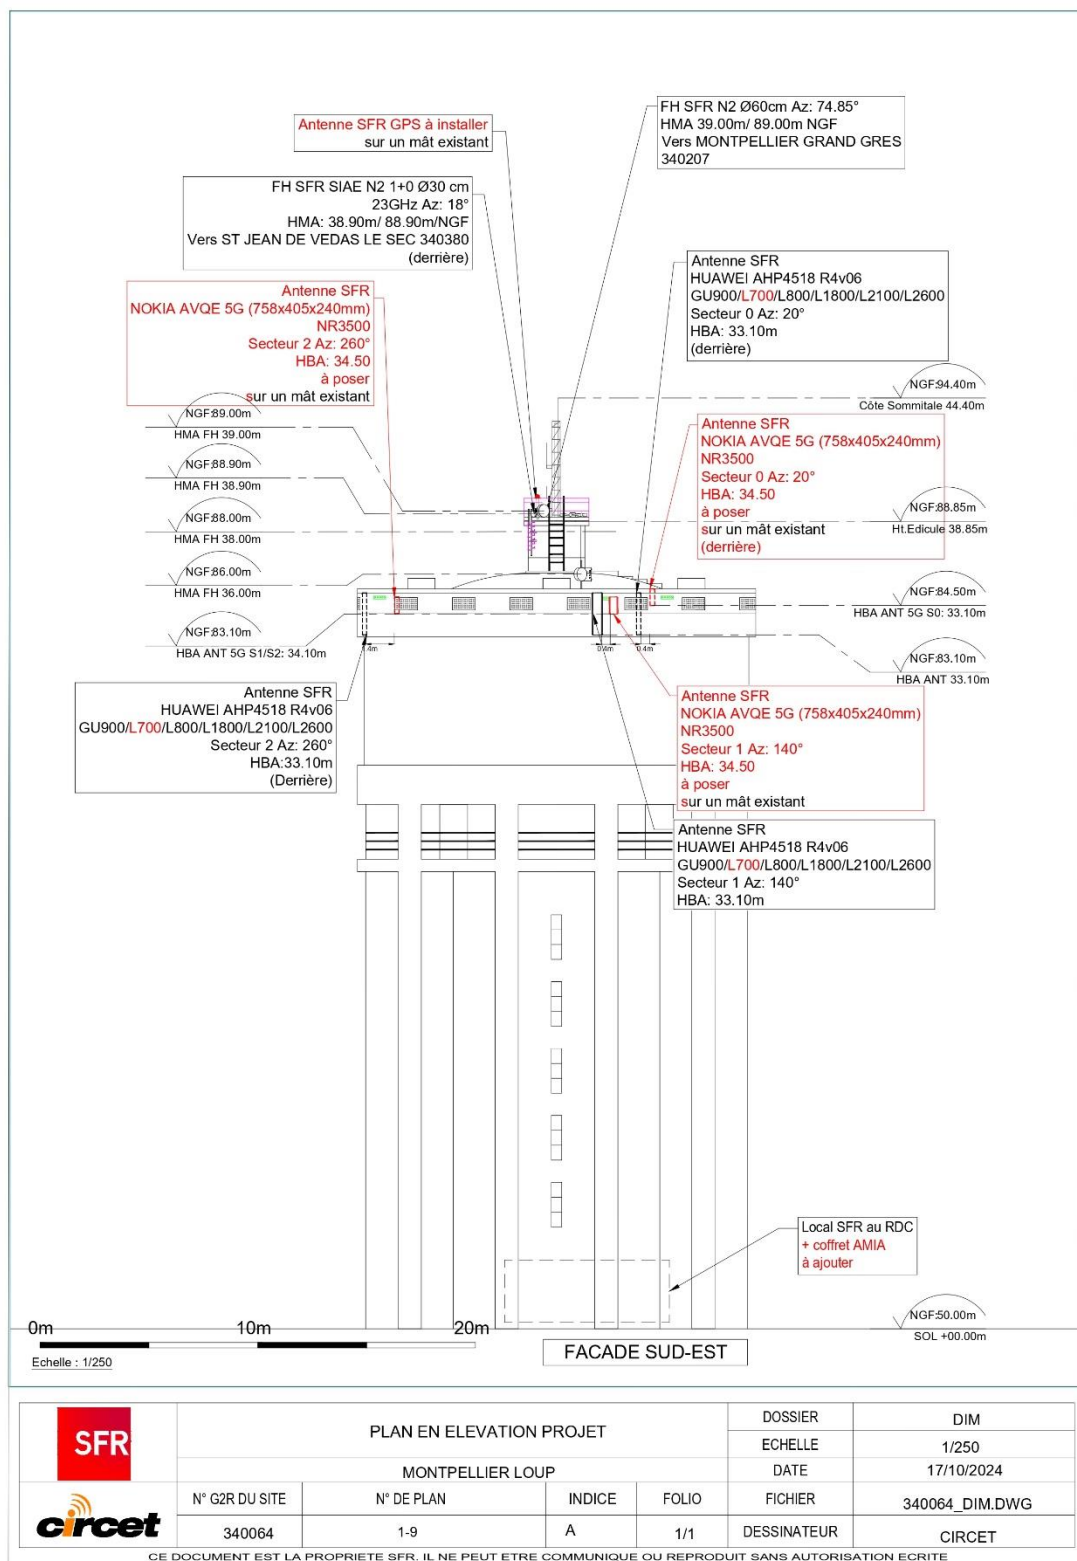 FH SFR N2 Ø60cm Az: 74.85°
HMA 39.00m/ 89.00m NGF
Vers MONTPELLIER GRAND GRES
340207
Antenne SFR GPS à installer
sur un mât existant
FH SFR SIAE N2 1+0 Ø30 cm
23GHz Az: 18°
HMA: 38.90m/ 88.90m/NGF
Vers ST JEAN DE VEDAS LE SEC 340380
(derrière)
Antenne SFR
HUAWEI AHP4518 R4v06
GU900/L700/L800/L1800/L2100/L2600
Secteur 0 Az: 20°
HBA: 33.10m
(derrière)
Antenne SFR
NOKIA AVQE 5G (758x405x240mm)
NR3500
Secteur 2 Az: 260°
HBA: 34.50
à poser
sur un mât existant
NGF:94.40m
Côte Sommitale 44.40m
NGF:89.00m
HMA FH 39.00m
Antenne SFR
NOKIA AVQE 5G (758x405x240mm)
NR3500
Secteur 0 Az: 20°
HBA: 34.50
à poser
sur un mât existant
(derrière)
NGF:88.90m
HMA FH 38.90m
NGF:88.00m
HMA FH 38.00m
NGF:88.85m
Ht.Edicule 38.85m
NGF:86.00m
HMA FH 36.00m
NGF:84.50m
HBA ANT 5G S0: 33.10m
NGF:83.10m
HBA ANT 5G S1/S2: 34.10m
0.4m
0.4m
NGF:83.10m
HBA ANT 33.10m
Antenne SFR
HUAWEI AHP4518 R4v06
GU900/L700/L800/L1800/L2100/L2600
Secteur 2 Az: 260°
HBA:33.10m
(Derrière)
Antenne SFR
NOKIA AVQE 5G (758x405x240mm)
NR3500
Secteur 1 Az: 140°
HBA: 34.50
à poser
sur un mât existant
Antenne SFR
HUAWEI AHP4518 R4v06
GU900/L700/L800/L1800/L2100/L2600
Secteur 1 Az: 140°
HBA: 33.10m
Local SFR au RDC
+ coffret AMIA
à ajouter
NGF:50.00m
SOL +00.00m
0m 10m 20m
Echelle : 1/250
FACADE SUD-EST
SFR
circet
PLAN EN ELEVATION PROJET
MONTPELLIER LOUP
DOSSIER DIM
ECHELLE 1/250
DATE 17/10/2024
N° G2R DU SITE N° DE PLAN INDICE FOLIO FICHIER 340064_DIM.DWG
340064 1-9 A 1/1 DESSINATEUR CIRCET
CE DOCUMENT EST LA PROPRIETE SFR. IL NE PEUT ETRE COMMUNIQUE OU REPRODUIT SANS AUTORISATION ECRITE